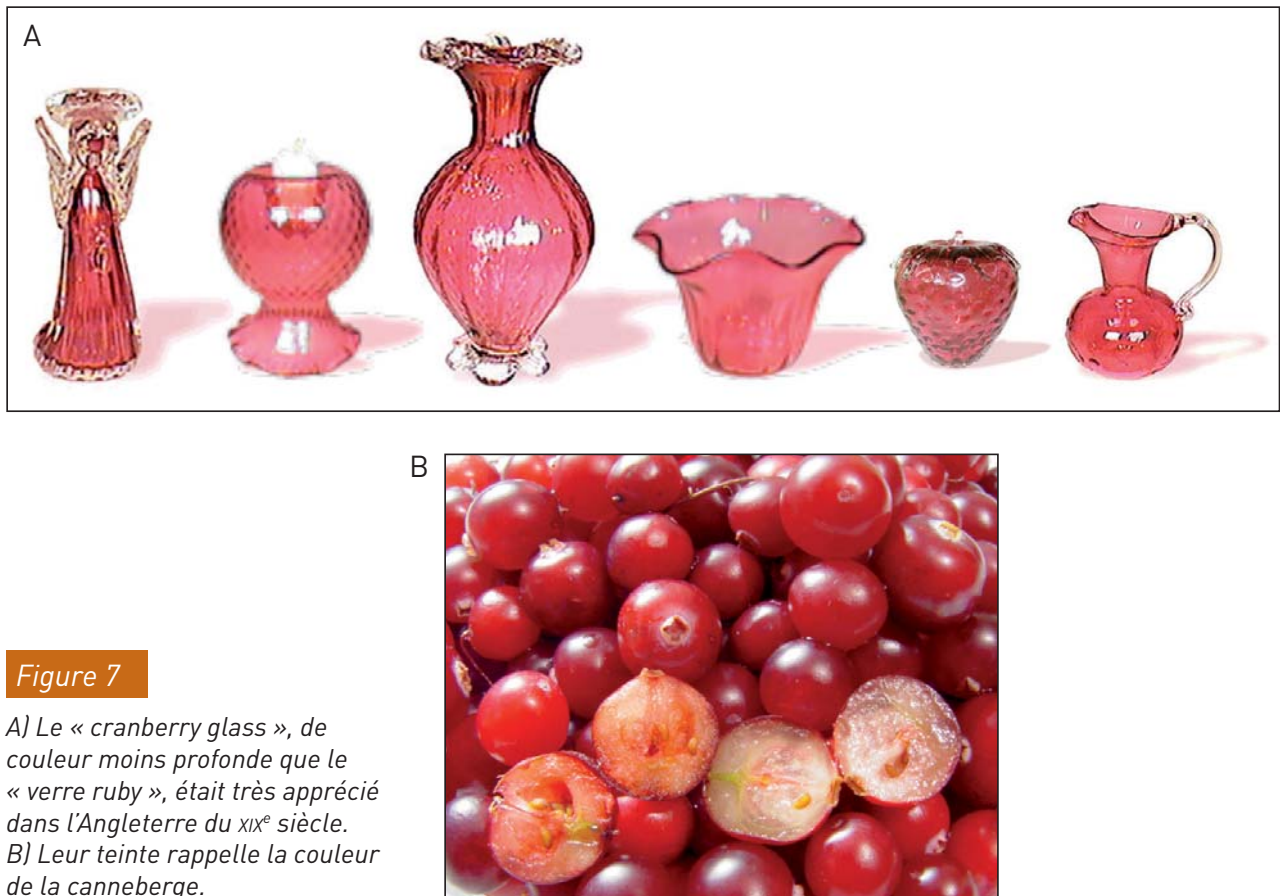 A
B
Figure 7
A) Le « cranberry glass », de
couleur moins profonde que le
« verre ruby », était très apprécié
dans l'Angleterre du XIXe siècle.
B) Leur teinte rappelle la couleur
de la canneberge.